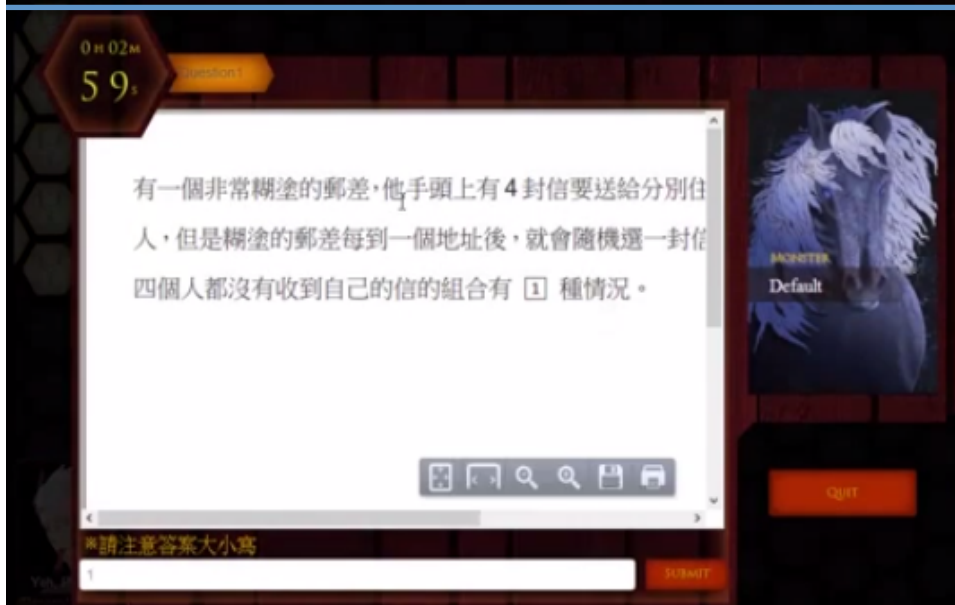 0 H 02 M
59 s
Question1
有一個非常糊塗的郵差，他手頭上有 4 封信要送給分別住
人，但是糊塗的郵差每到一個地址後，就會隨機選一封信
四個人都沒有收到自己的信的組合有 1 種情況。
MONSTER
Default
QUIT
※請注意答案大小寫
1
SUBMIT